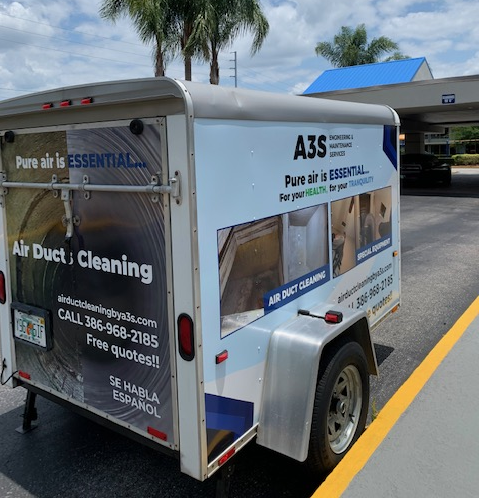 Pure air is ESSENTIAL...
Air Duct & Cleaning
airductcleaningbya3s.com
CALL 386-968-2185
Free quotes!!
SE HABLA
ESPAÑOL
A3S ENGINEERING &
MAINTENANCE
SERVICES
Pure air is ESSENTIAL...
For your HEALTH, for your TRANQUILITY
AIR DUCT CLEANING
SPECIAL EQUIPMENT
airductcleaningbya3s.com
CALL 386-968-2185